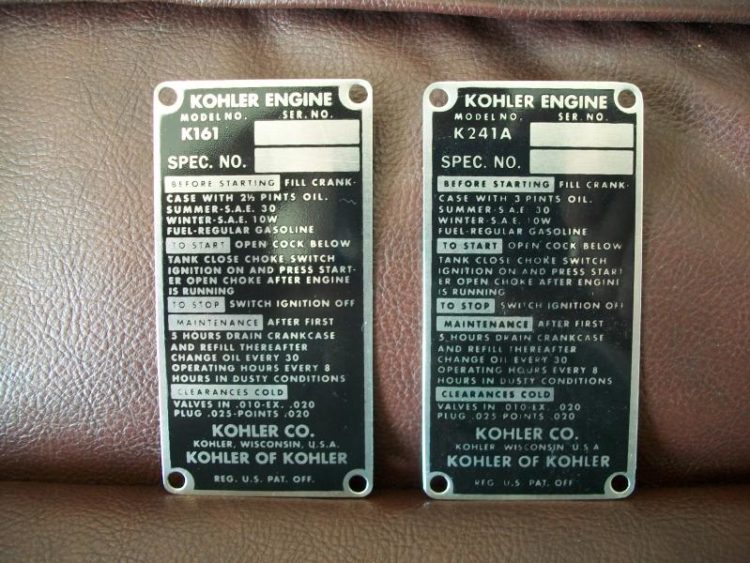 KOHLER ENGINE
MODEL NO. SER. NO.
K161
SPEC. NO.
BEFORE STARTING FILL CRANK-
CASE WITH 2½ PINTS OIL.
SUMMER-S.A.E. 30
WINTER-S.A.E. 10W
FUEL-REGULAR GASOLINE
TO START OPEN COCK BELOW
TANK CLOSE CHOKE SWITCH
IGNITION ON AND PRESS START-
ER OPEN CHOKE AFTER ENGINE
IS RUNNING
TO STOP SWITCH IGNITION OFF
MAINTENANCE AFTER FIRST
5 HOURS DRAIN CRANKCASE
AND REFILL THEREAFTER
CHANGE OIL EVERY 30
OPERATING HOURS EVERY 8
HOURS IN DUSTY CONDITIONS
CLEARANCES COLD
VALVES IN .010-EX. .020
PLUG .025-POINTS .020
KOHLER CO.
KOHLER, WISCONSIN, U.S.A.
KOHLER OF KOHLER
REG. U.S. PAT. OFF.
KOHLER ENGINE
MODEL NO. SER. NO.
K241A
SPEC. NO.
BEFORE STARTING FILL CRANK-
CASE WITH 3 PINTS OIL.
SUMMER-S.A.E. 30
WINTER-S.A.E. 10W
FUEL-REGULAR GASOLINE
TO START OPEN COCK BELOW
TANK CLOSE CHOKE SWITCH
IGNITION ON AND PRESS START
ER OPEN CHOKE AFTER ENGINE
IS RUNNING
TO STOP SWITCH IGNITION OFF
MAINTENANCE AFTER FIRST
5 HOURS DRAIN CRANKCASE
AND REFILL THEREAFTER
CHANGE OIL EVERY 30
OPERATING HOURS EVERY 8
HOURS IN DUSTY CONDITIONS
CLEARANCES COLD
VALVES IN .010-EX. .020
PLUG .025-POINTS .020
KOHLER CO.
KOHLER, WISCONSIN, U.S.A
KOHLER OF KOHLER
REG. U.S. PAT. OFF